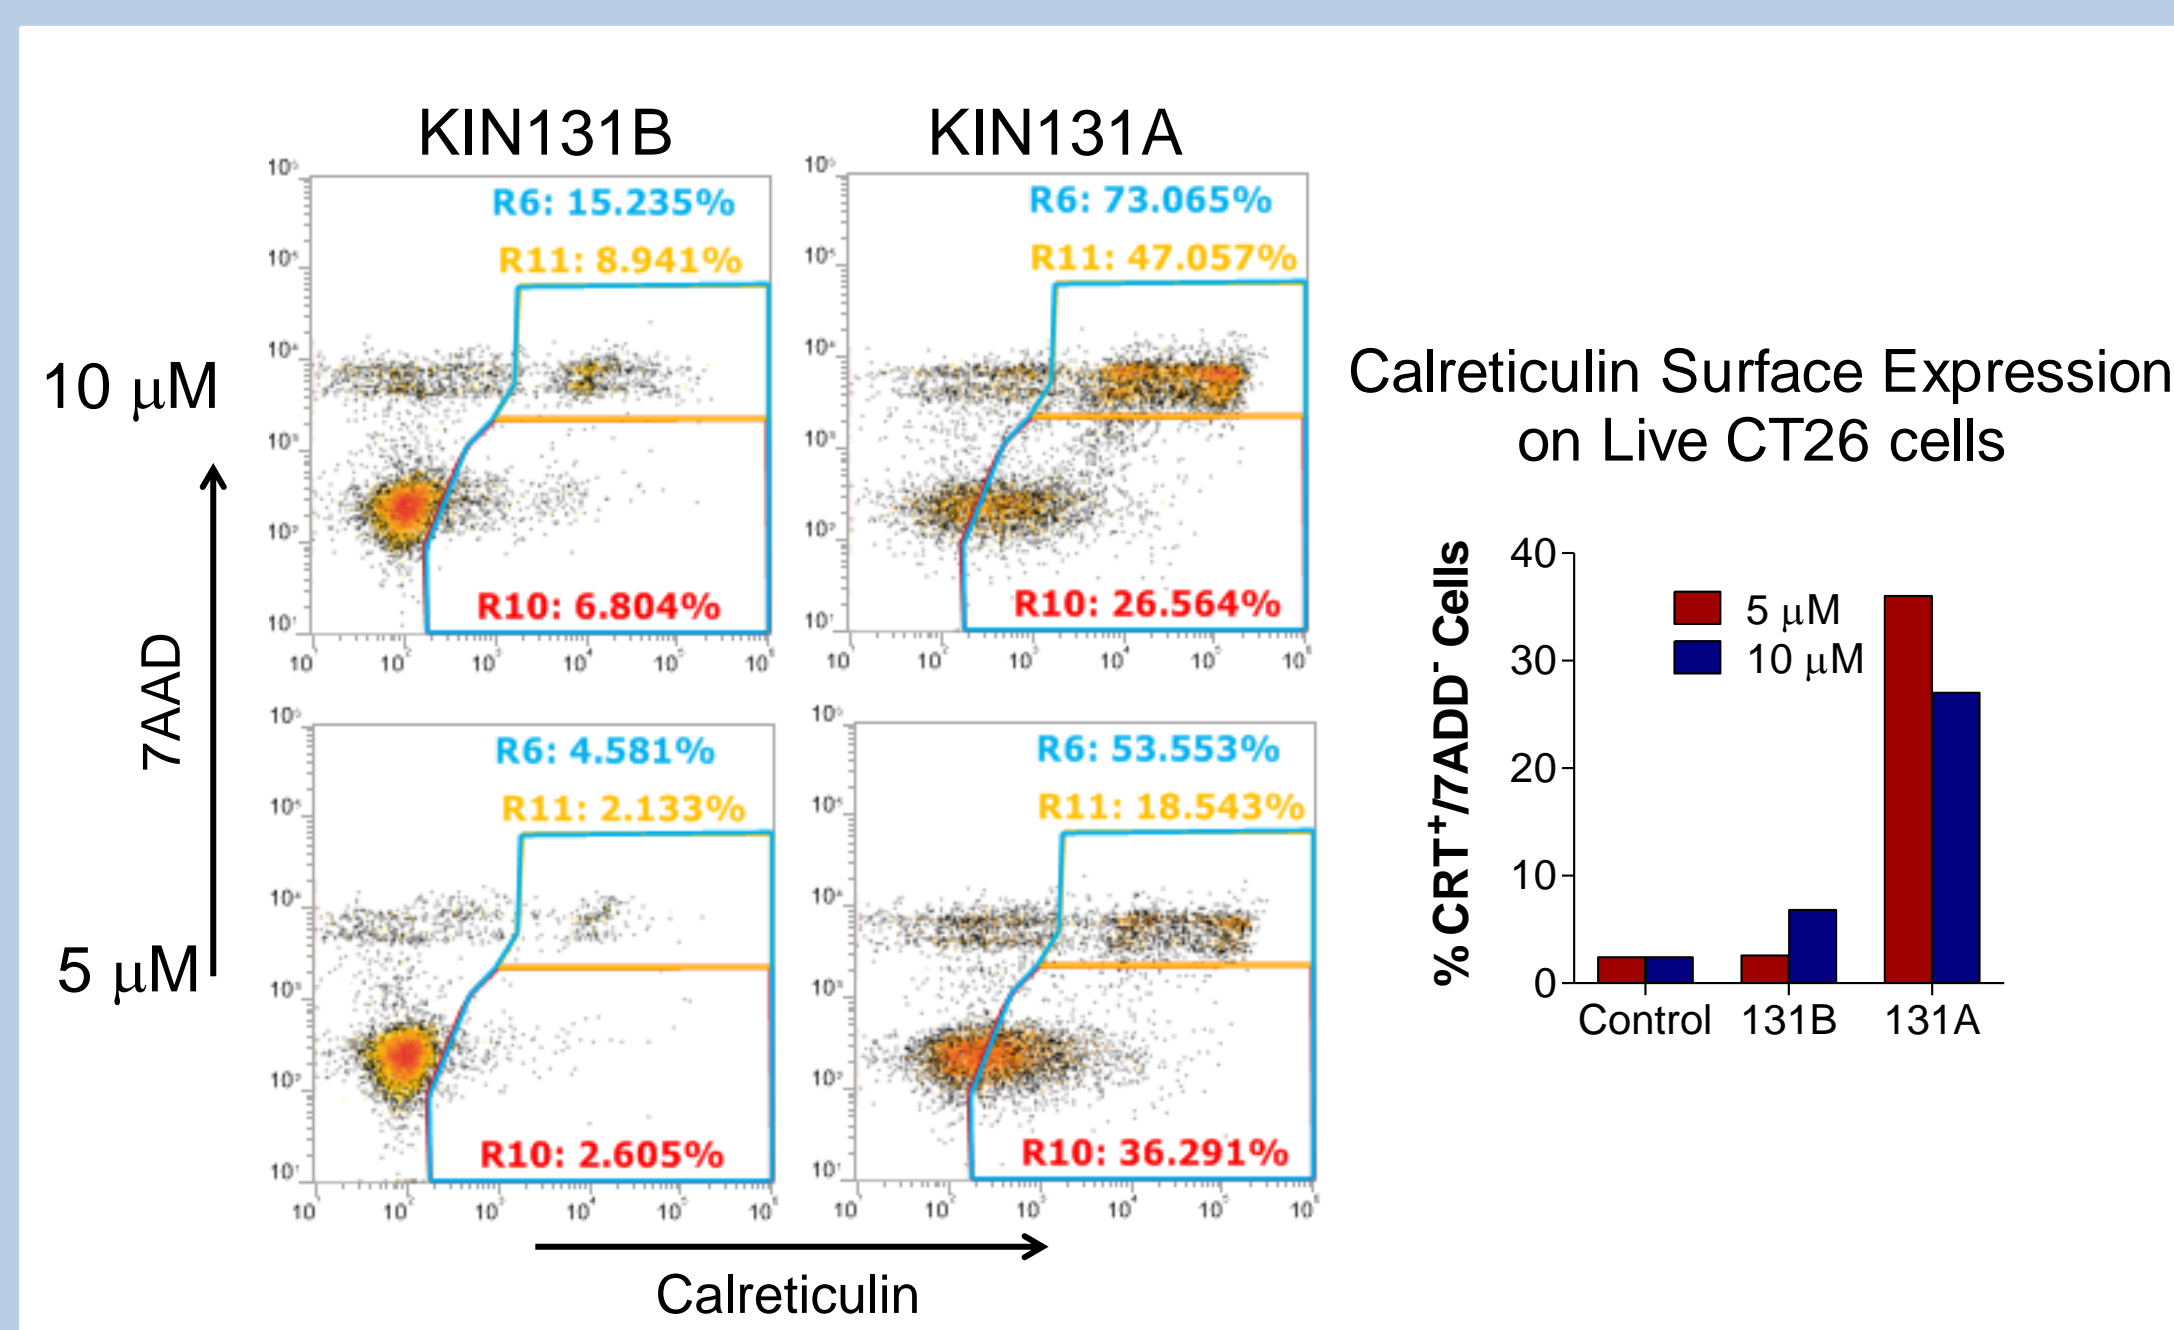 KIN131B
KIN131A
R6: 15.235%
R11: 8.941%
R10: 6.804%
R6: 73.065%
R11: 47.057%
R10: 26.564%
10 μM
7AAD
5 μM
R6: 4.581%
R11: 2.133%
R10: 2.605%
R6: 53.553%
R11: 18.543%
R10: 36.291%
Calreticulin
Calreticulin Surface Expression
on Live CT26 cells
% CRT⁺/7ADD⁻ Cells
40
30
20
10
0
5 μM
10 μM
Control 131B 131A